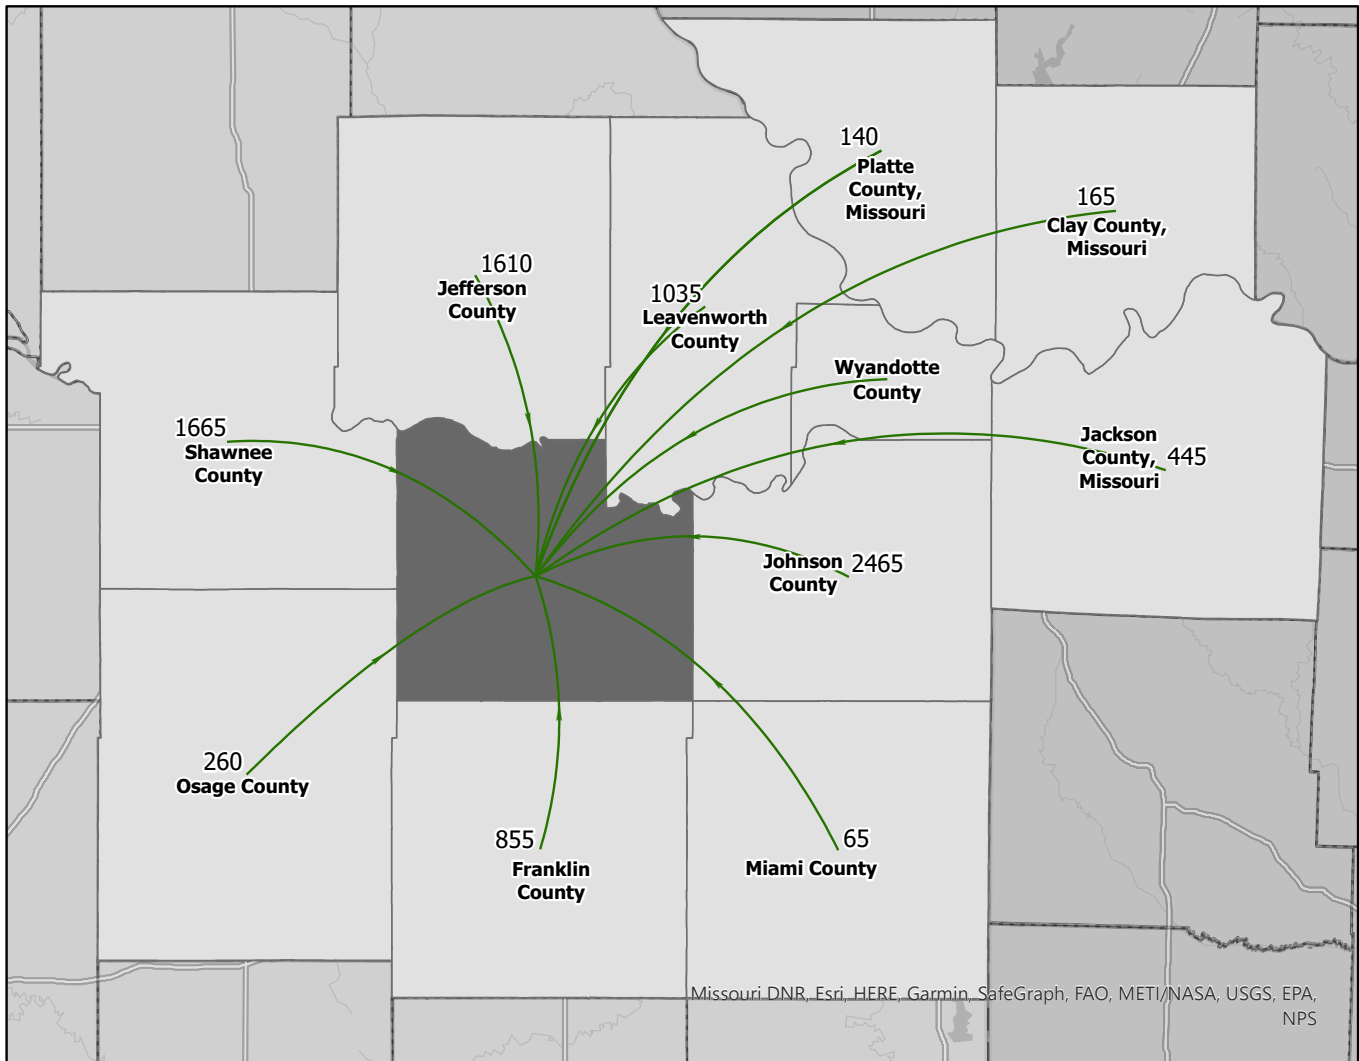 140
Platte
County,
Missouri
165
Clay County,
Missouri
1610
Jefferson
County
1035
Leavenworth
County
Wyandotte
County
1665
Shawnee
County
Jackson
County,
Missouri
445
Johnson
County
2465
260
Osage County
855
Franklin
County
65
Miami County
Missouri DNR, Esri, HERE, Garmin, SafeGraph, FAO, METI/NASA, USGS, EPA,
NPS